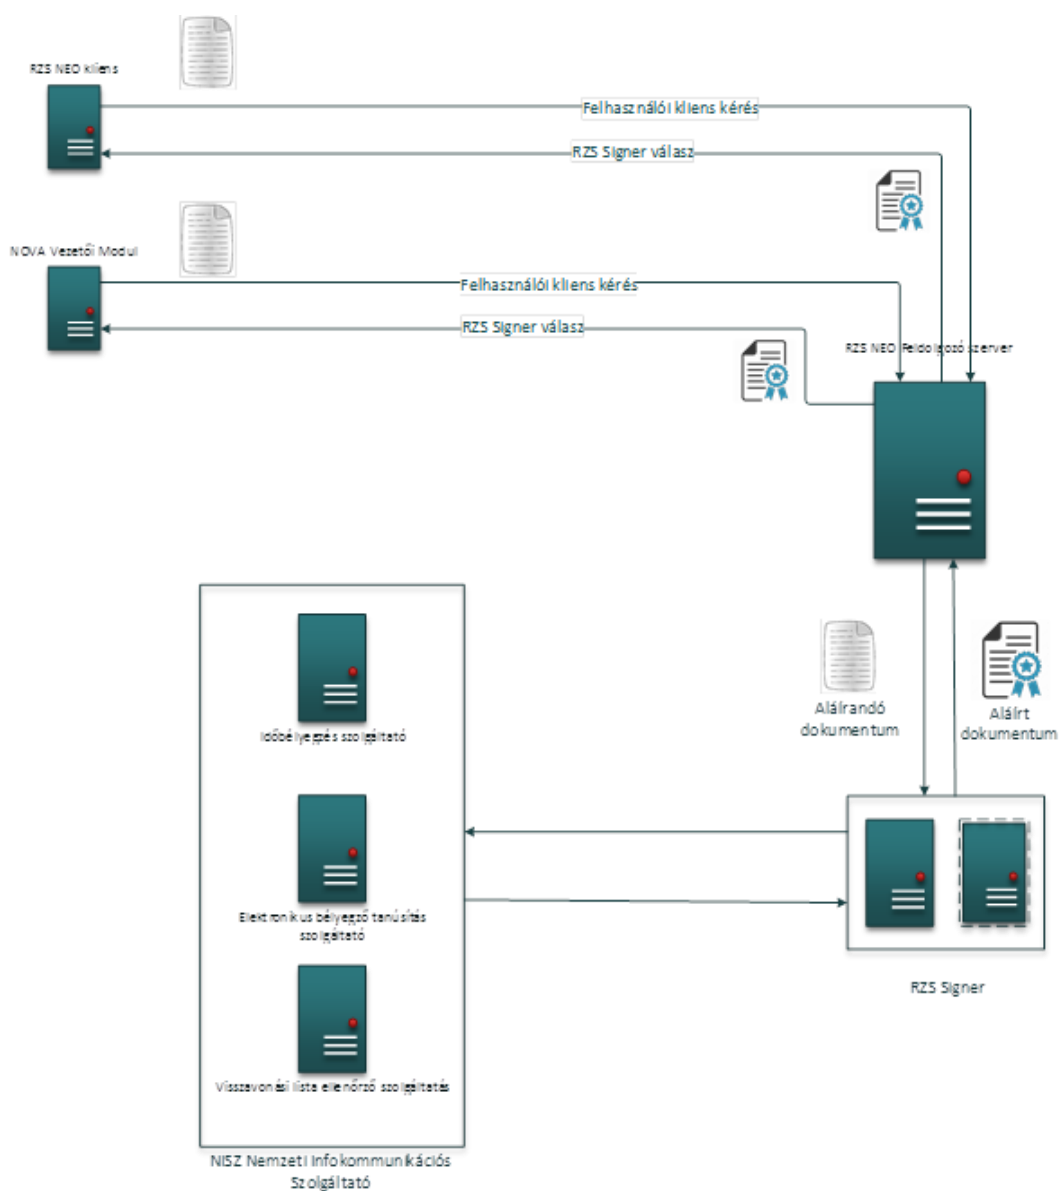 RZS NEO kliens
Felhasználói kliens kérés
RZS Signer válasz
NOVA Vezetői Modul
Felhasználói kliens kérés
RZS Signer válasz
RZS NEO Feldolgozó szerver
Időbélyegzés szolgáltató
Aláírandó
dokumentum
Aláírt
dokumentum
Elektronikus bélyegző tanúsítás
szolgáltató
RZS Signer
Visszavonási lista ellenőrző szolgáltatás
NISZ Nemzeti Infokommunikációs
Szolgáltató